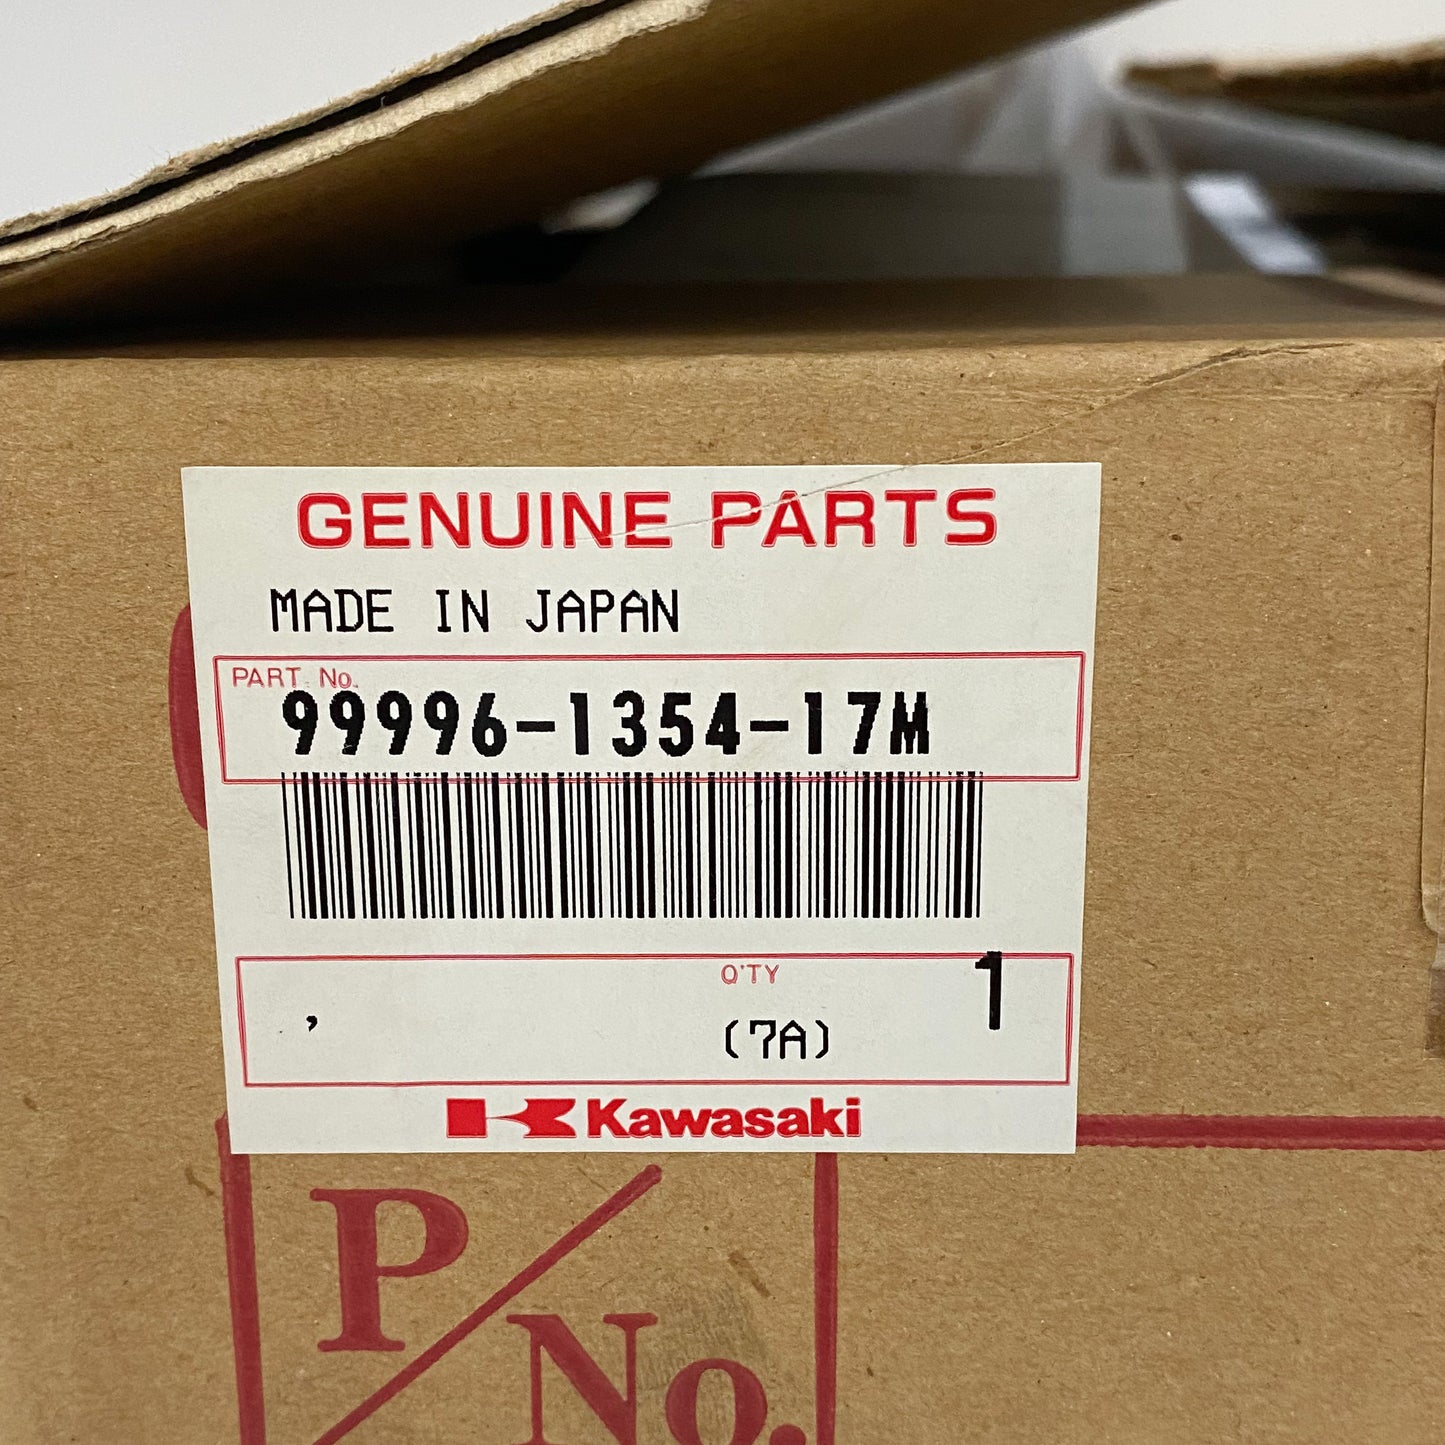 GENUINE PARTS
MADE IN JAPAN
PART No.
99996-1354-17M
Q'TY
1
,
(7A)
Kawasaki
P/No.